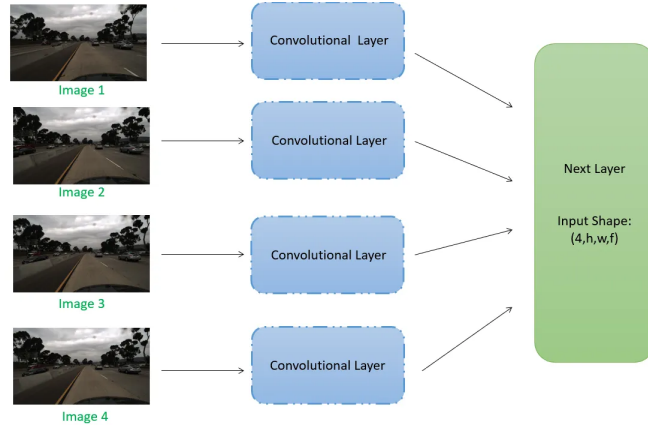 Convolutional Layer
Image 1
Convolutional Layer
Image 2
Next Layer
Input Shape:
(4,h,w,f)
Convolutional Layer
Image 3
Convolutional Layer
Image 4